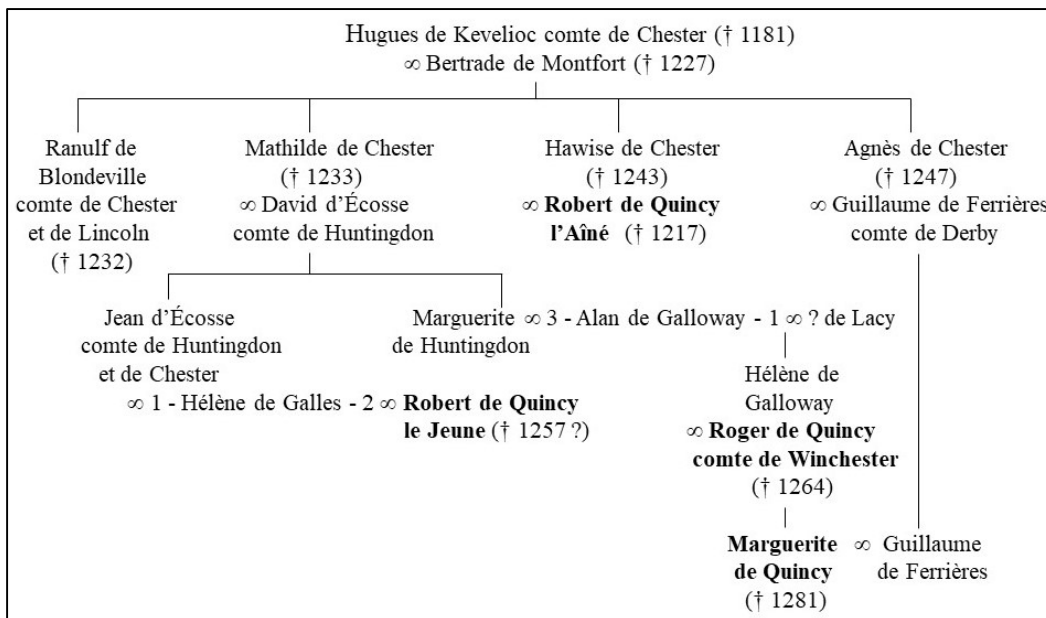 Hugues de Kevelioc comte de Chester († 1181)
∞ Bertrade de Montfort († 1227)
Ranulf de
Blondeville
comte de Chester
et de Lincoln
(† 1232)
Mathilde de Chester
(† 1233)
∞ David d’Écosse
comte de Huntingdon
Hawise de Chester
(† 1243)
∞ Robert de Quincy
l’Aîné († 1217)
Agnès de Chester
(† 1247)
∞ Guillaume de Ferrières
comte de Derby
Jean d’Écosse
comte de Huntingdon
et de Chester
Marguerite ∞ 3 - Alan de Galloway - 1 ∞ ? de Lacy
de Huntingdon
∞ 1 - Hélène de Galles - 2 ∞ Robert de Quincy
le Jeune († 1257 ?)
Hélène de
Galloway
∞ Roger de Quincy
comte de Winchester
(† 1264)
Marguerite ∞ Guillaume
de Quincy de Ferrières
(† 1281)